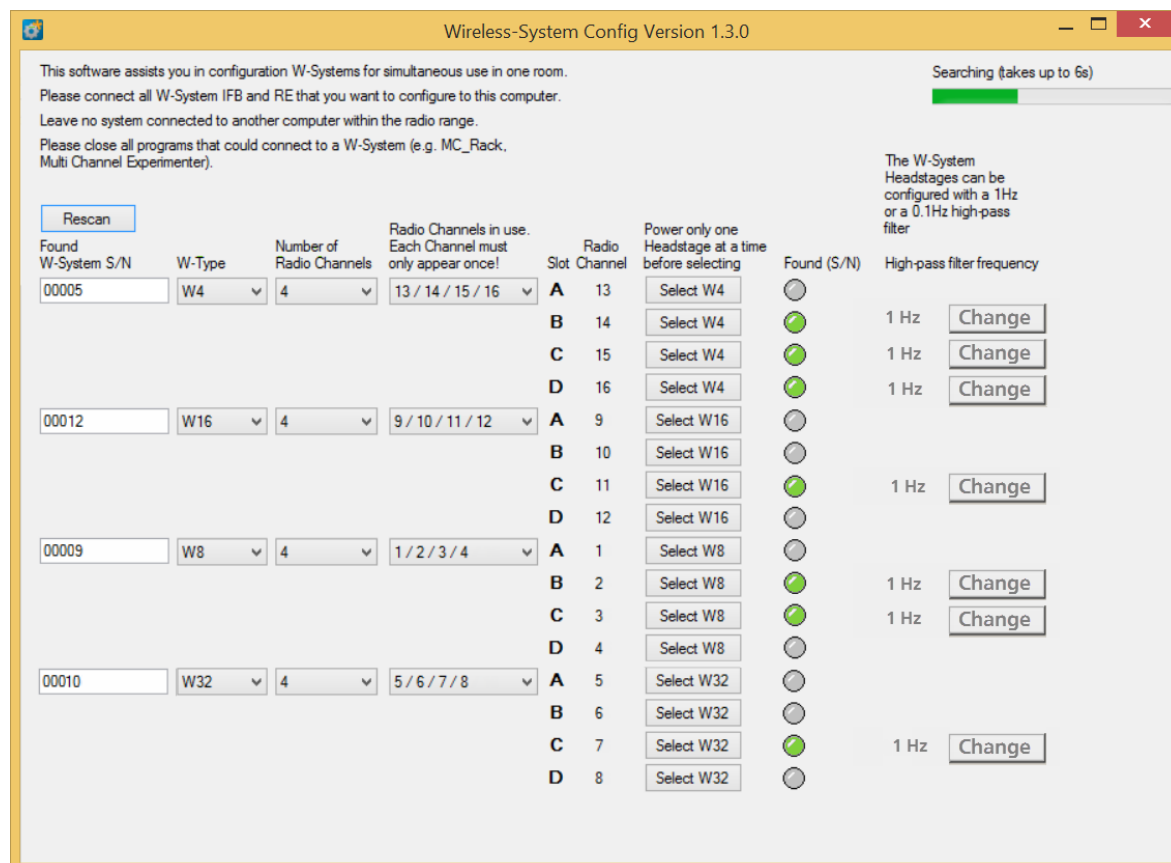 Wireless-System Config Version 1.3.0
This software assists you in configuration W-Systems for simultaneous use in one room.
Searching (takes up to 6s)
Please connect all W-System IFB and RE that you want to configure to this computer.
Leave no system connected to another computer within the radio range.
Please close all programs that could connect to a W-System (e.g. MC_Rack,
Multi Channel Experimenter).
The W-System
Headstages can be
configured with a 1Hz
or a 0.1Hz high-pass
filter
Rescan
Found
W-System S/N
W-Type
Number of
Radio Channels
Radio Channels in use.
Each Channel must
only appear once!
Slot
Radio
Channel
Power only one
Headstage at a time
before selecting
Found (S/N)
High-pass filter frequency
00005 W4 4 13 / 14 / 15 / 16 A 13 Select W4
B 14 Select W4 1 Hz Change
C 15 Select W4 1 Hz Change
D 16 Select W4 1 Hz Change
00012 W16 4 9 / 10 / 11 / 12 A 9 Select W16
B 10 Select W16
C 11 Select W16 1 Hz Change
D 12 Select W16
00009 W8 4 1 / 2 / 3 / 4 A 1 Select W8
B 2 Select W8 1 Hz Change
C 3 Select W8 1 Hz Change
D 4 Select W8
00010 W32 4 5 / 6 / 7 / 8 A 5 Select W32
B 6 Select W32
C 7 Select W32 1 Hz Change
D 8 Select W32